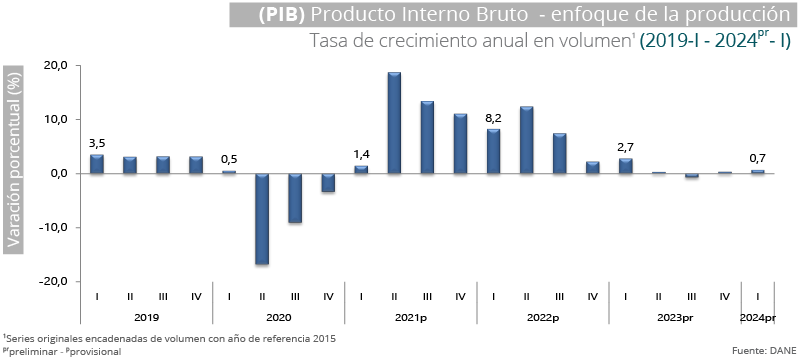 (PIB) Producto Interno Bruto - enfoque de la producción
Tasa de crecimiento anual en volumen¹ (2019-I - 2024ᵖʳ- I)
Varación porcentual (%)
20,0
10,0
0,0
-10,0
-20,0
3,5
0,5
1,4
8,2
2,7
0,7
I II III IV I II III IV I II III IV I II III IV I II III IV I
2019 2020 2021p 2022p 2023pr 2024pr
¹Series originales encadenadas de volumen con año de referencia 2015
ᵖʳpreliminar - ᵖprovisional
Fuente: DANE